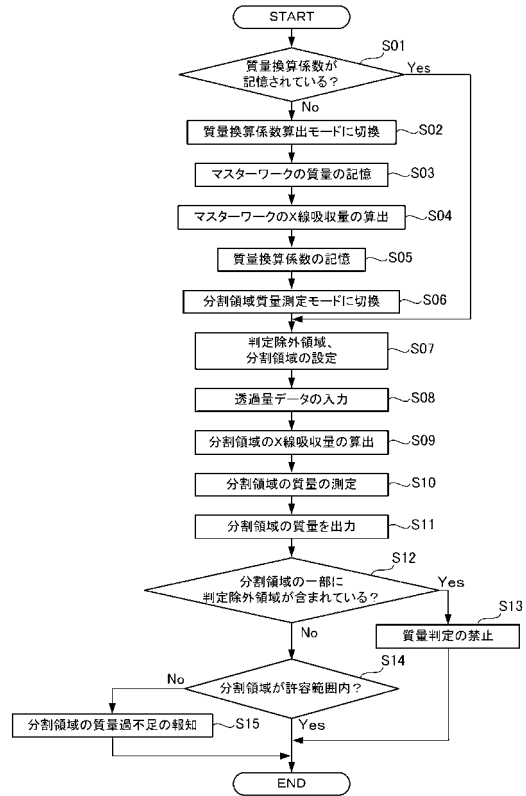 START
S01
質量換算係数が
記憶されている？
Yes
No
質量換算係数算出モードに切換
S02
マスターワークの質量の記憶
S03
マスターワークのX線吸収量の算出
S04
質量換算係数の記憶
S05
分割領域質量測定モードに切換
S06
判定除外領域、
分割領域の設定
S07
透過量データの入力
S08
分割領域のX線吸収量の算出
S09
分割領域の質量の測定
S10
分割領域の質量を出力
S11
S12
分割領域の一部に
判定除外領域が含まれている？
Yes
No
S13
質量判定の禁止
S14
分割領域が許容範囲内？
No
Yes
分割領域の質量過不足の報知
S15
END